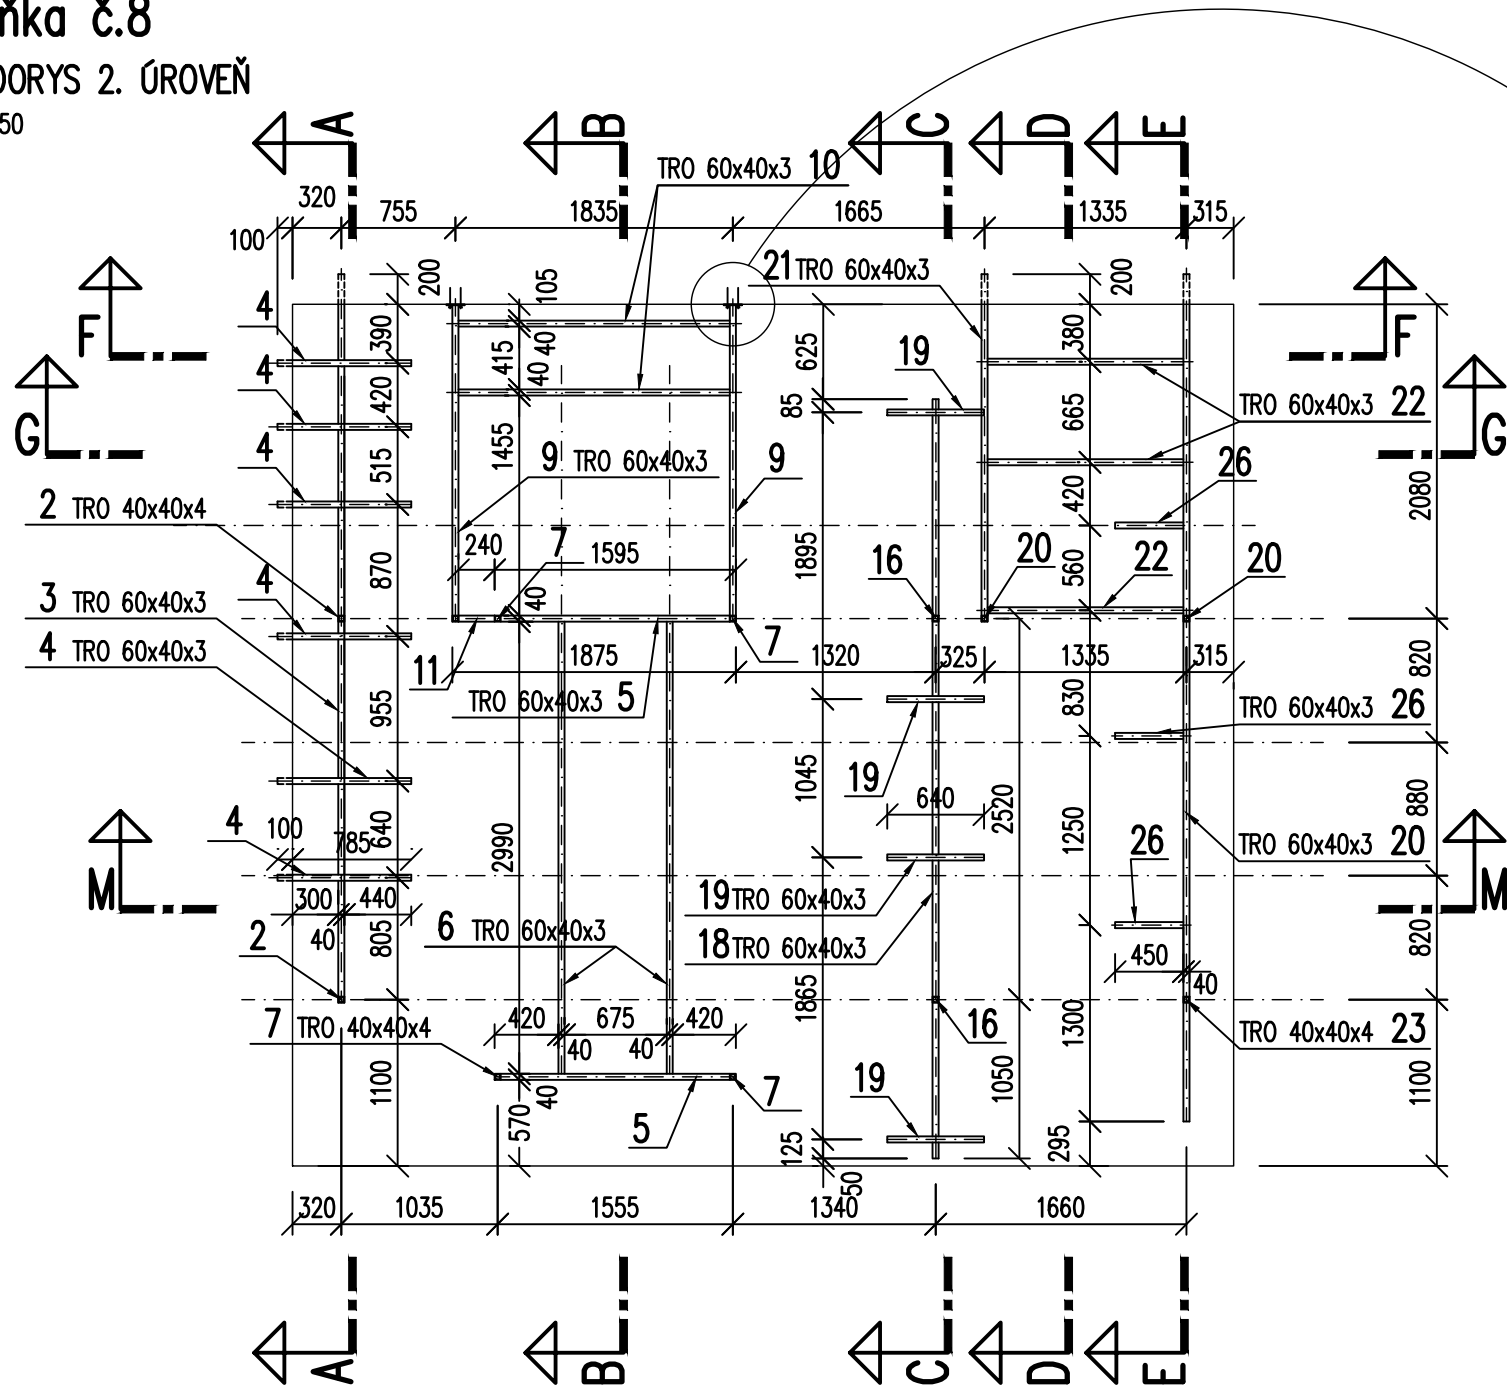 ňka č.8
DORYS 2. ÚROVEŇ
50
A
B
C
D
E
TRO 60x40x3 10
320
755
1835
1665
1335
315
100
200
105
21 TRO 60x40x3
200
F
4
390
415
40
625
19
380
F
4
420
40
85
665
TRO 60x40x3 22
G
G
4
515
1455
9 TRO 60x40x3
9
26
420
2080
2 TRO 40x40x4
240
7
1595
1895
16
20
560
22
20
870
4
40
3 TRO 60x40x3
4 TRO 60x40x3
11
1875
7
1320
325
1335
315
820
955
TRO 60x40x3 5
830
TRO 60x40x3 26
19
1045
640
2520
880
4
100
785
640
2990
1250
26
TRO 60x40x3 20
M
M
300
440
19 TRO 60x40x3
2
40
805
6 TRO 60x40x3
18 TRO 60x40x3
450
40
820
7 TRO 40x40x4
420
675
420
1865
16
1300
TRO 40x40x4 23
40
40
1100
570
40
7
19
1050
1100
5
125
50
295
320
1035
1555
1340
1660
A
B
C
D
E